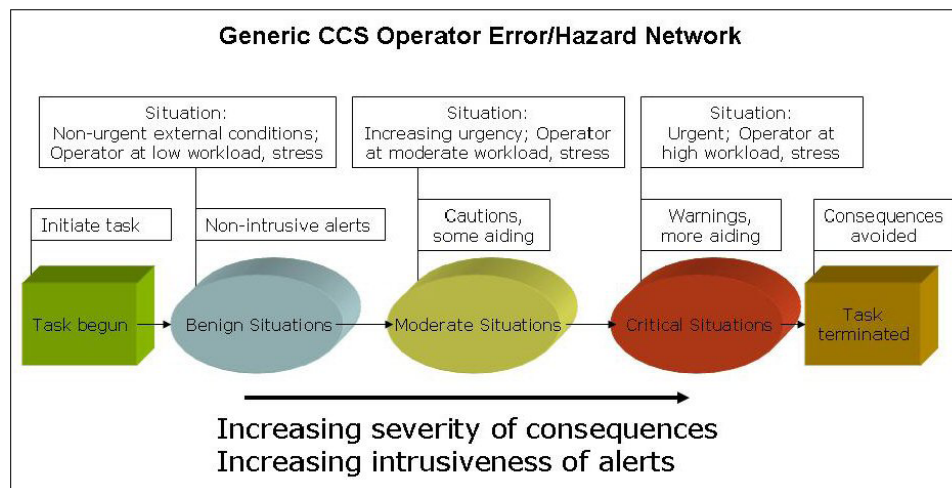 Generic CCS Operator Error/Hazard Network
Situation:
Non-urgent external conditions;
Operator at low workload, stress
Situation:
Increasing urgency; Operator
at moderate workload, stress
Situation:
Urgent; Operator at
high workload, stress
Initiate task
Non-intrusive alerts
Cautions,
some aiding
Warnings,
more aiding
Consequences
avoided
Task begun
Benign Situations
Moderate Situations
Critical Situations
Task
terminated
Increasing severity of consequences
Increasing intrusiveness of alerts